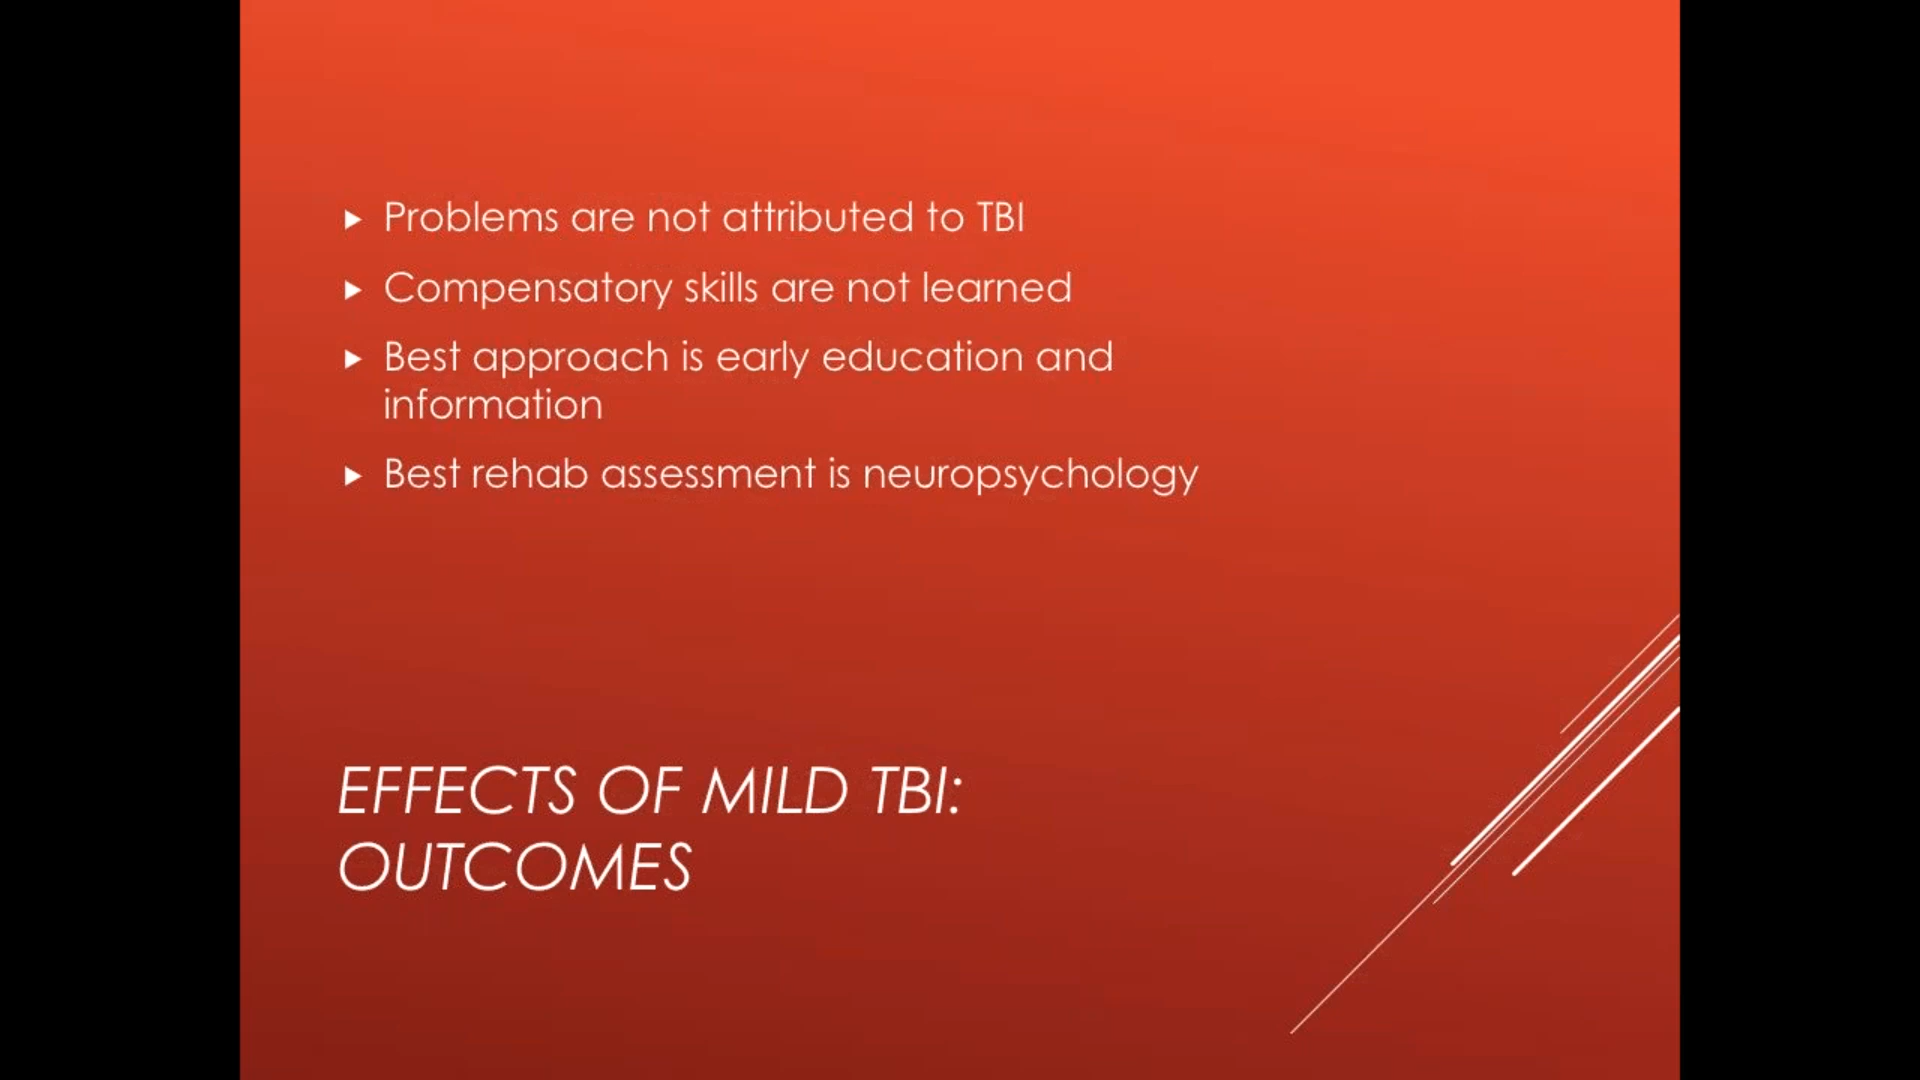 Problems are not attributed to TBI
Compensatory skills are not learned
Best approach is early education and
information
Best rehab assessment is neuropsychology
EFFECTS OF MILD TBI:
OUTCOMES